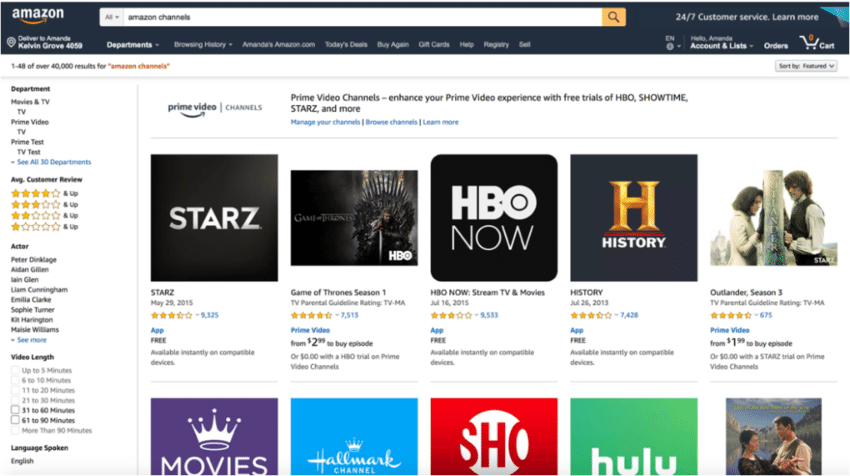 amazon
All
amazon channels
24/7 Customer service. Learn more
Deliver to Amanda
Kelvin Grove 4059
Departments
Browsing History
Amanda's Amazon.com
Today's Deals
Buy Again
Gift Cards
Help
Registry
Sell
EN
Hello, Amanda
Account & Lists
Orders
0
Cart
1-48 of over 40,000 results for "amazon channels"
Sort by: Featured
Department
Movies & TV
TV
Prime Video
TV
Prime Test
TV Test
See All 30 Departments
Avg. Customer Review
& Up
& Up
& Up
& Up
Actor
Peter Dinklage
Aidan Gillen
Iain Glen
Liam Cunningham
Emilia Clarke
Sophie Turner
Kit Harington
Maisie Williams
See more
Video Length
Up to 5 Minutes
6 to 10 Minutes
11 to 20 Minutes
21 to 30 Minutes
31 to 60 Minutes
61 to 90 Minutes
More Than 90 Minutes
Language Spoken
English
prime video | CHANNELS
Prime Video Channels – enhance your Prime Video experience with free trials of HBO, SHOWTIME,
STARZ, and more
Manage your channels | Browse channels | Learn more
STARZ
STARZ
May 29, 2015
9,325
App
FREE
Available instantly on compatible
devices.
GAME OF THRONES
HBO
Game of Thrones Season 1
TV Parental Guideline Rating: TV-MA
7,513
Prime Video
from $2.99 to buy episode
Or $0.00 with a HBO trial on Prime
Video Channels
HBO
NOW
HBO NOW: Stream TV & Movies
Jul 16, 2015
9,533
App
FREE
Available instantly on compatible
devices.
H
HISTORY
HISTORY
Jul 26, 2013
7,428
App
FREE
Available instantly on compatible
devices.
OUTLANDER
STARZ
Outlander, Season 3
TV Parental Guideline Rating: TV-MA
675
Prime Video
from $1.99 to buy episode
Or $0.00 with a STARZ trial on Prime
Video Channels
MOVIES
Hallmark
CHANNEL
SHO
hulu